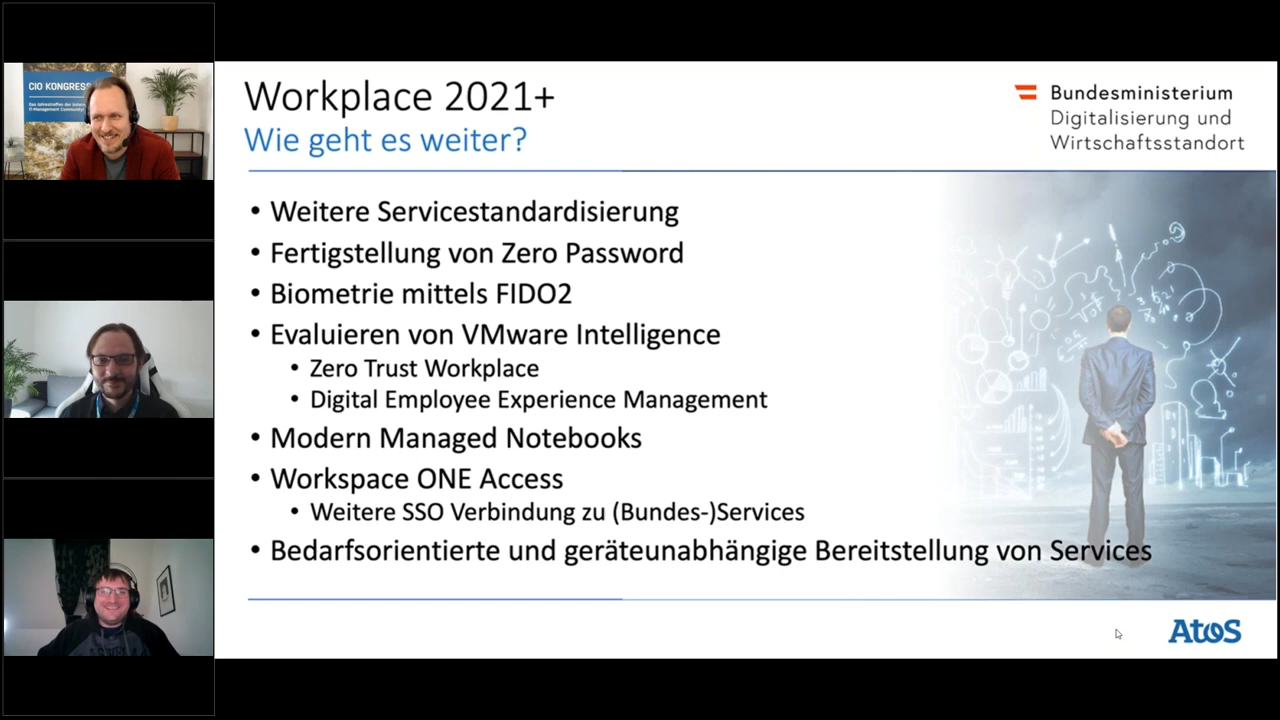 CIO KONGRESS
Workplace 2021+
Wie geht es weiter?
Bundesministerium
Digitalisierung und
Wirtschaftsstandort
• Weitere Servicestandardisierung
• Fertigstellung von Zero Password
• Biometrie mittels FIDO2
• Evaluieren von VMware Intelligence
• Zero Trust Workplace
• Digital Employee Experience Management
• Modern Managed Notebooks
• Workspace ONE Access
• Weitere SSO Verbindung zu (Bundes-)Services
• Bedarfsorientierte und geräteunabhängige Bereitstellung von Services
Atos